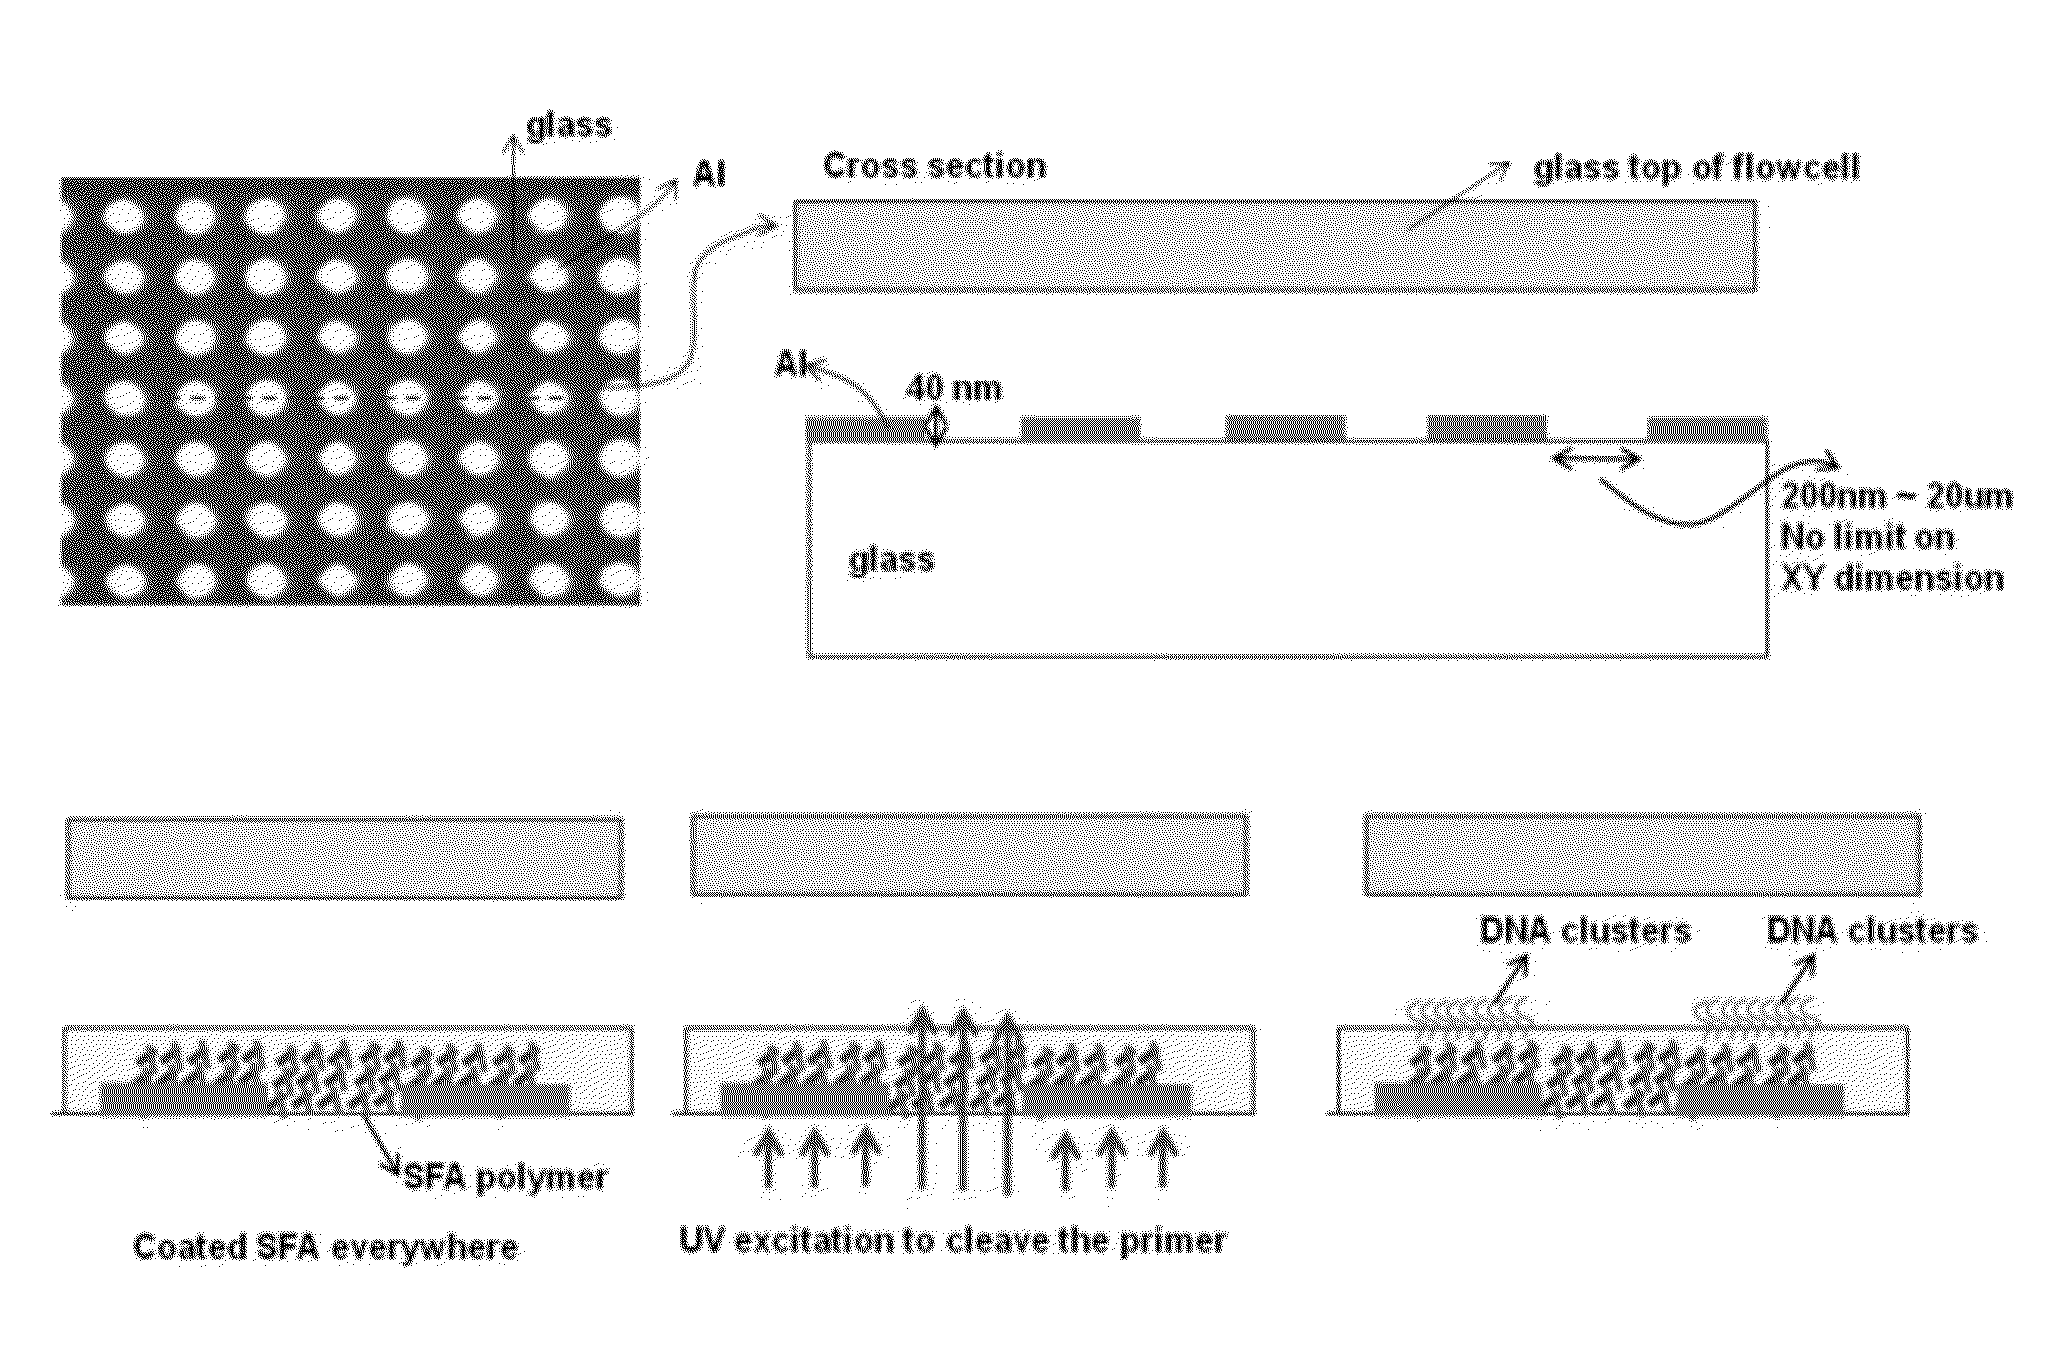 glass
Al
Cross section
glass top of flowcell
Al
40 nm
200nm ~ 20um
No limit on
XY dimension
glass
DNA clusters
DNA clusters
SFA polymer
Coated SFA everywhere
UV excitation to cleave the primer